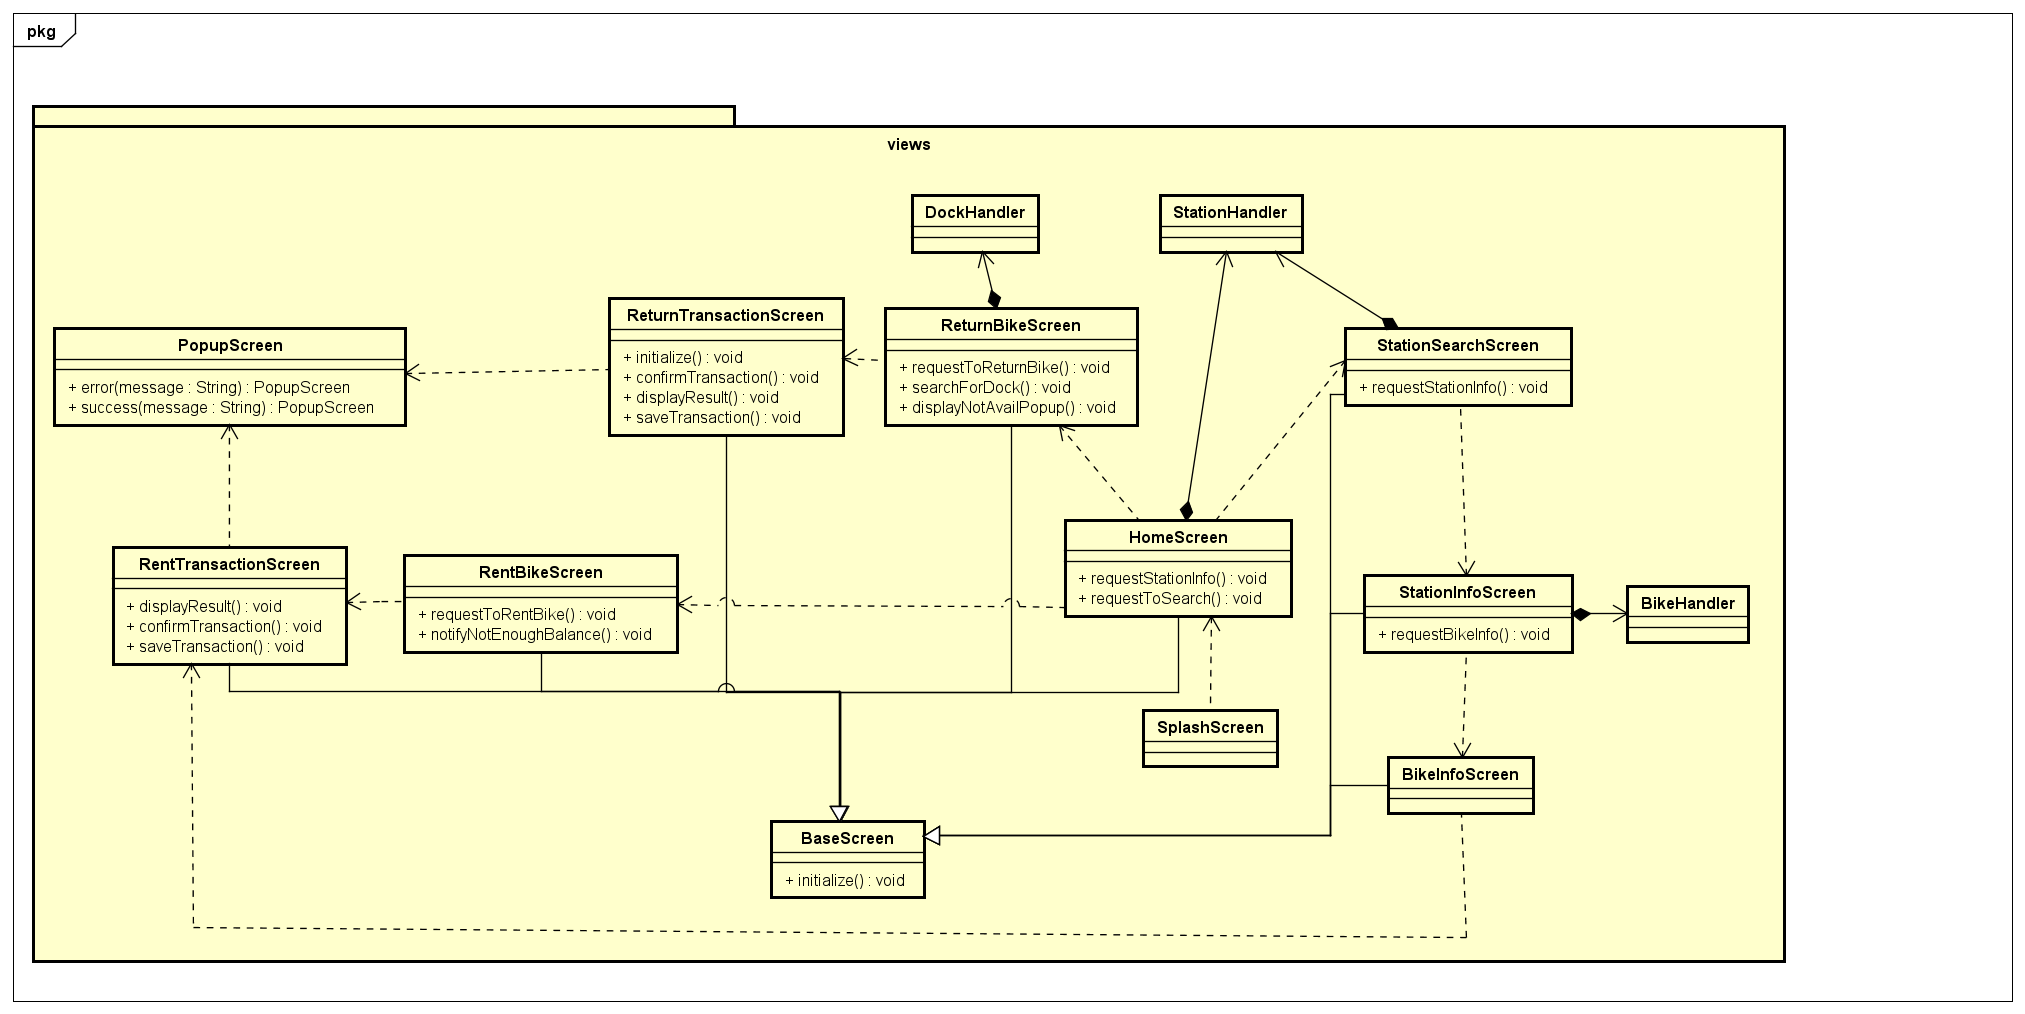 pkg
views
DockHandler
StationHandler
PopupScreen
+ error(message : String) : PopupScreen
+ success(message : String) : PopupScreen
ReturnTransactionScreen
+ initialize() : void
+ confirmTransaction() : void
+ displayResult() : void
+ saveTransaction() : void
ReturnBikeScreen
+ requestToReturnBike() : void
+ searchForDock() : void
+ displayNotAvailPopup() : void
StationSearchScreen
+ requestStationInfo() : void
RentTransactionScreen
+ displayResult() : void
+ confirmTransaction() : void
+ saveTransaction() : void
RentBikeScreen
+ requestToRentBike() : void
+ notifyNotEnoughBalance() : void
HomeScreen
+ requestStationInfo() : void
+ requestToSearch() : void
StationInfoScreen
+ requestBikeInfo() : void
BikeHandler
SplashScreen
BikeInfoScreen
BaseScreen
+ initialize() : void